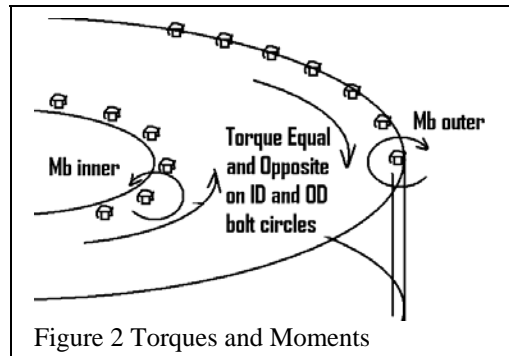 Mb outer
Torque Equal
and Opposite
on ID and OD
bolt circles
Mb inner
Figure 2 Torques and Moments